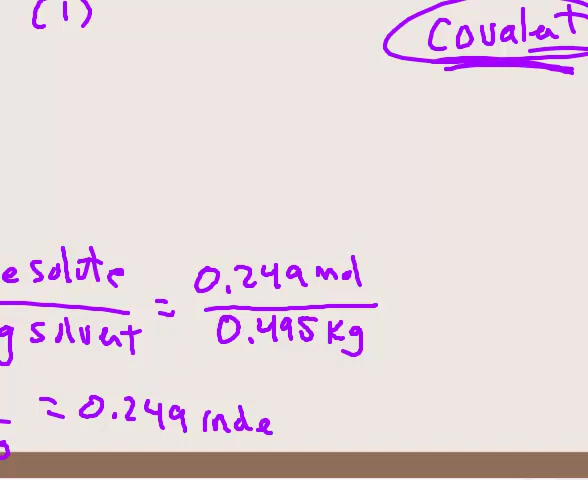 (1)
Covalent
e solute = 0.249 mol
g solvent 0.495 Kg
= 0.249 mole